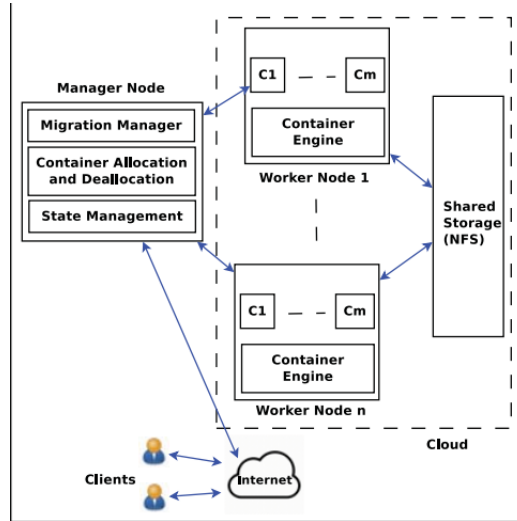 Manager Node
Migration Manager
Container Allocation
and Deallocation
State Management
C1
Cm
Container
Engine
Worker Node 1
Shared
Storage
(NFS)
C1
Cm
Container
Engine
Worker Node n
Cloud
Clients
Internet